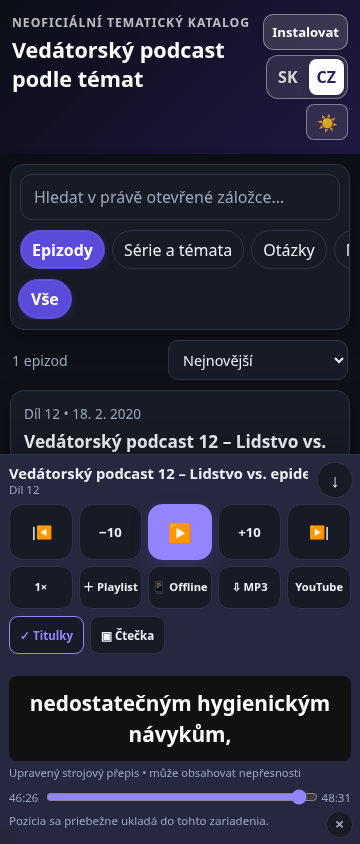 NEOFICIÁLNÍ TEMATICKÝ KATALOG
Vedátorský podcast
podle témat
Instalovat
SK CZ
Hledat v právě otevřené záložce...
Epizody Série a témata Otázky
Vše
1 epizod Nejnovější
Díl 12 • 18. 2. 2020
Vedátorský podcast 12 – Lidstvo vs.
Vedátorský podcast 12 – Lidstvo vs. epide
Díl 12
↓
−10 +10
1× + Playlist Offline ⇩ MP3 YouTube
✓ Titulky ▣ Čtečka
nedostatečným hygienickým
návykům,
Upravený strojový přepis • může obsahovat nepřesnosti
46:26 48:31
Pozícia sa priebežne ukladá do tohto zariadenia. ×